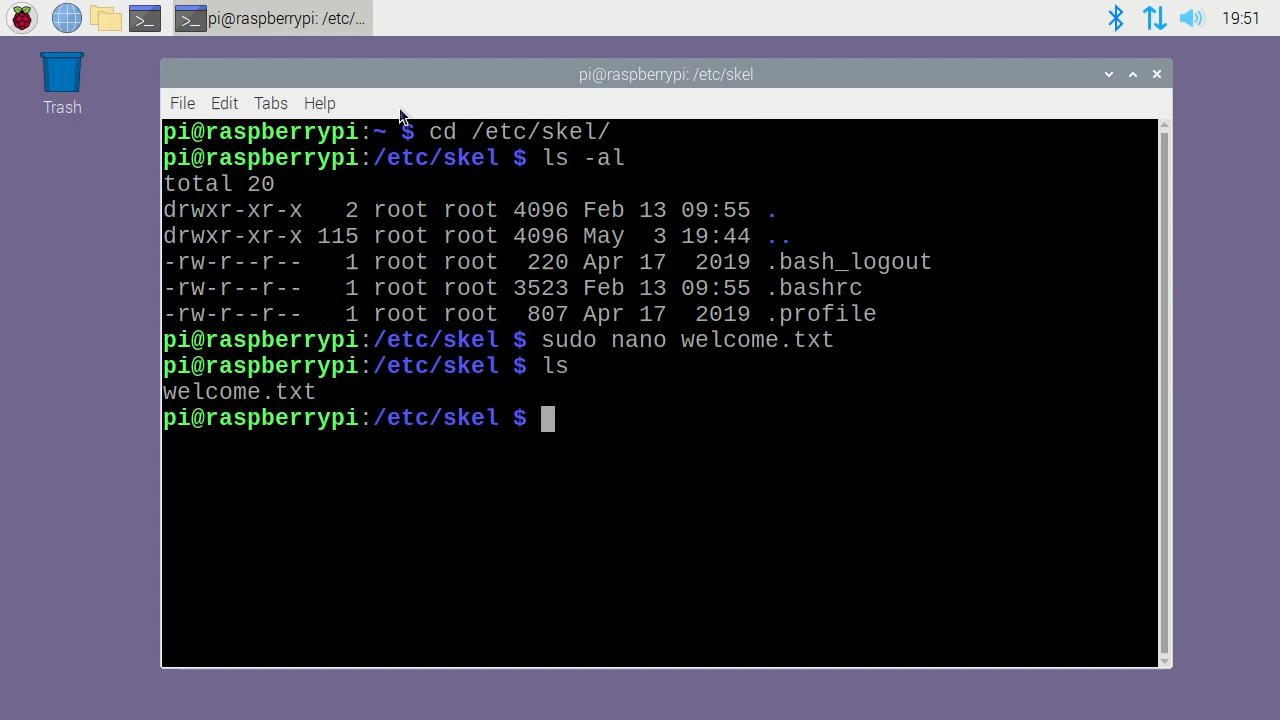 pi@raspberrypi: /etc/...
19:51
Trash
pi@raspberrypi: /etc/skel
File Edit Tabs Help
pi@raspberrypi:~ $ cd /etc/skel/
pi@raspberrypi:/etc/skel $ ls -al
total 20
drwxr-xr-x   2 root root 4096 Feb 13 09:55 .
drwxr-xr-x 115 root root 4096 May  3 19:44 ..
-rw-r--r--   1 root root  220 Apr 17  2019 .bash_logout
-rw-r--r--   1 root root 3523 Feb 13 09:55 .bashrc
-rw-r--r--   1 root root  807 Apr 17  2019 .profile
pi@raspberrypi:/etc/skel $ sudo nano welcome.txt
pi@raspberrypi:/etc/skel $ ls
welcome.txt
pi@raspberrypi:/etc/skel $